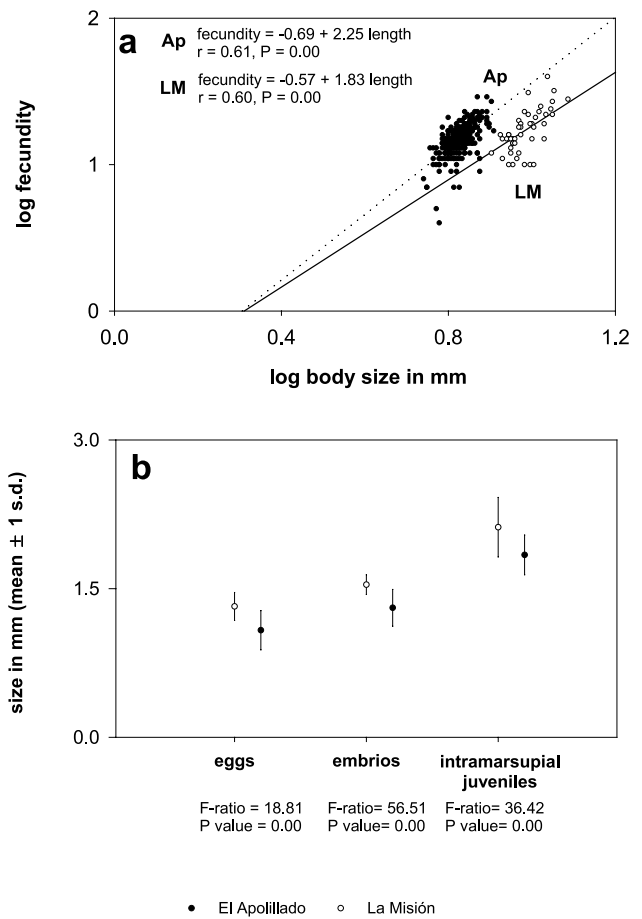 a
Ap fecundity = -0.69 + 2.25 length
r = 0.61, P = 0.00
LM fecundity = -0.57 + 1.83 length
r = 0.60, P = 0.00
Ap
LM
log fecundity
2
1
0
0.0 0.4 0.8 1.2
log body size in mm
b
size in mm (mean ± 1 s.d.)
3.0
1.5
0.0
eggs embrios intramarsupial
juveniles
F-ratio = 18.81 F-ratio= 56.51 F-ratio= 36.42
P value = 0.00 P value= 0.00 P value= 0.00
● El Apolillado ○ La Misión